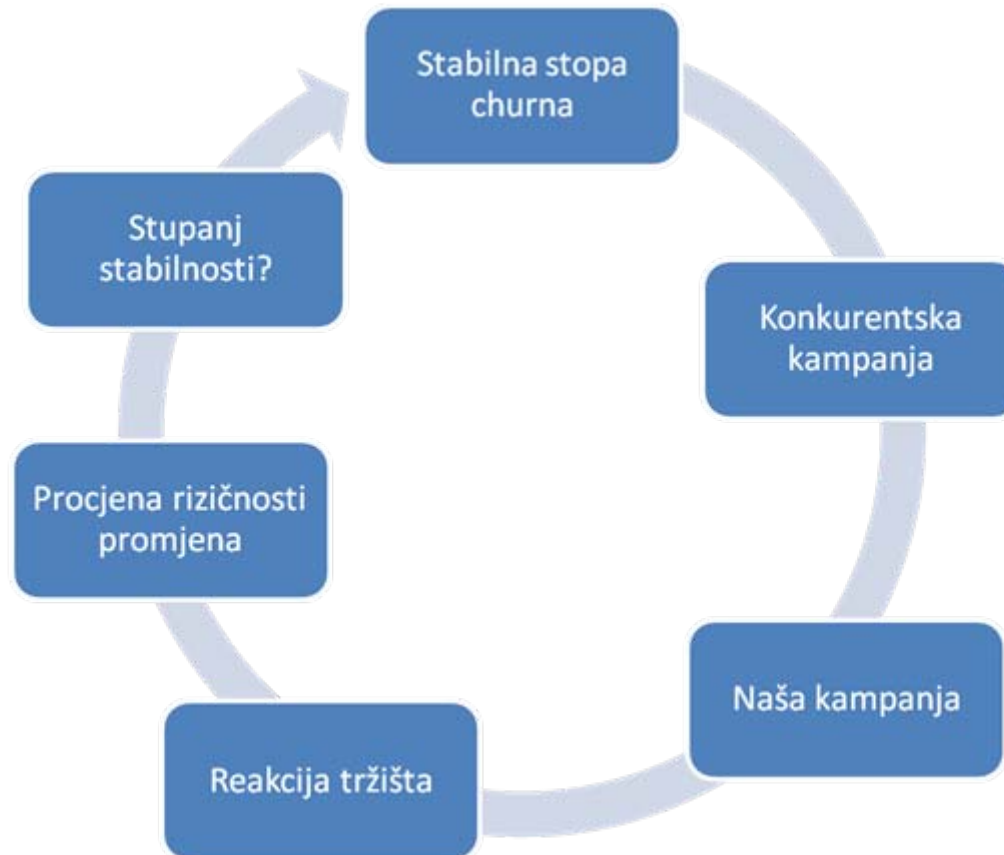 Stabilna stopa
churna
Konkurentska
kampanja
Naša kampanja
Reakcija tržišta
Procjena rizičnosti
promjena
Stupanj
stabilnosti?